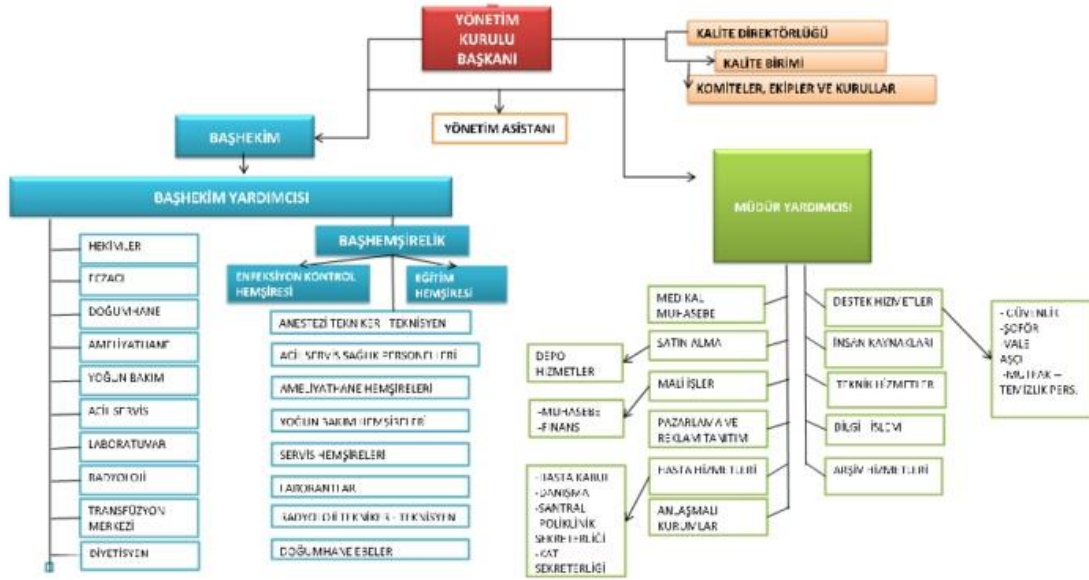 YÖNETİM
KURULU
BAŞKANI
KALİTE DİREKTÖRLÜĞÜ
KALİTE BİRİMİ
KOMİTELER, EKİPLER VE KURULLAR
YÖNETİM ASİSTANI
BAŞHEKİM
BAŞHEKİM YARDIMCISI
HEKİMLER
ECZACI
DOĞUMHANE
AMELİYATHANE
YOĞUN BAKIM
ACİL SERVİS
LABORATUVAR
RADYOLOJİ
TRANSFÜZYON
MERKEZİ
DİYETİSYEN
BAŞHEMŞİRELİK
ENFEKSİYON KONTROL
HEMŞİRESİ
EĞİTİM
HEMŞİRESİ
ANESTEZİ TEKNİKER - TEKNİSYEN
ACİL SERVİS SAĞLIK PERSONELLERİ
AMELİYATHANE HEMŞİRELERİ
YOĞUN BAKIM HEMŞİRELERİ
SERVİS HEMŞİRELERİ
LABORANTLAR
RADYOLOJİ TEKNİKER - TEKNİSYEN
DOĞUMHANE EBELER
MÜDÜR YARDIMCISI
MEDİKAL
MUHASEBE
SATIN ALMA
DEPO
HİZMETLER
MALİ İŞLER
-MUHASEBE
-FİNANS
PAZARLAMA VE
REKLAM TANITIM
HASTA HİZMETLERİ
-HASTA KABUL
-DANIŞMA
-SANTRAL
POLİKLİNİK
SEKRETERLİĞİ
-KAT
SEKRETERLİĞİ
ANLAŞMALI
KURUMLAR
DESTEK HİZMETLER
- GÜVENLİK
-ŞOFÖR
-VALE
AŞÇI
-MUTFAK –
TEMİZLİK PERS.
İNSAN KAYNAKLARI
TEKNİK HİZMETLER
BİLGİ İŞLEM
ARŞİV HİZMETLERİ